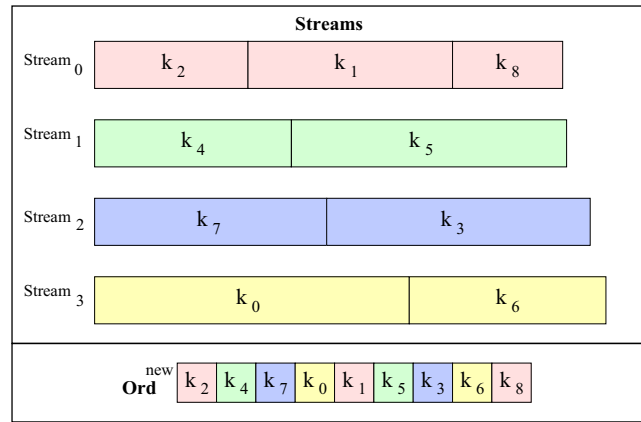 Streams
Stream 0 k 2 k 1 k 8
Stream 1 k 4 k 5
Stream 2 k 7 k 3
Stream 3 k 0 k 6
Ord new k 2 k 4 k 7 k 0 k 1 k 5 k 3 k 6 k 8